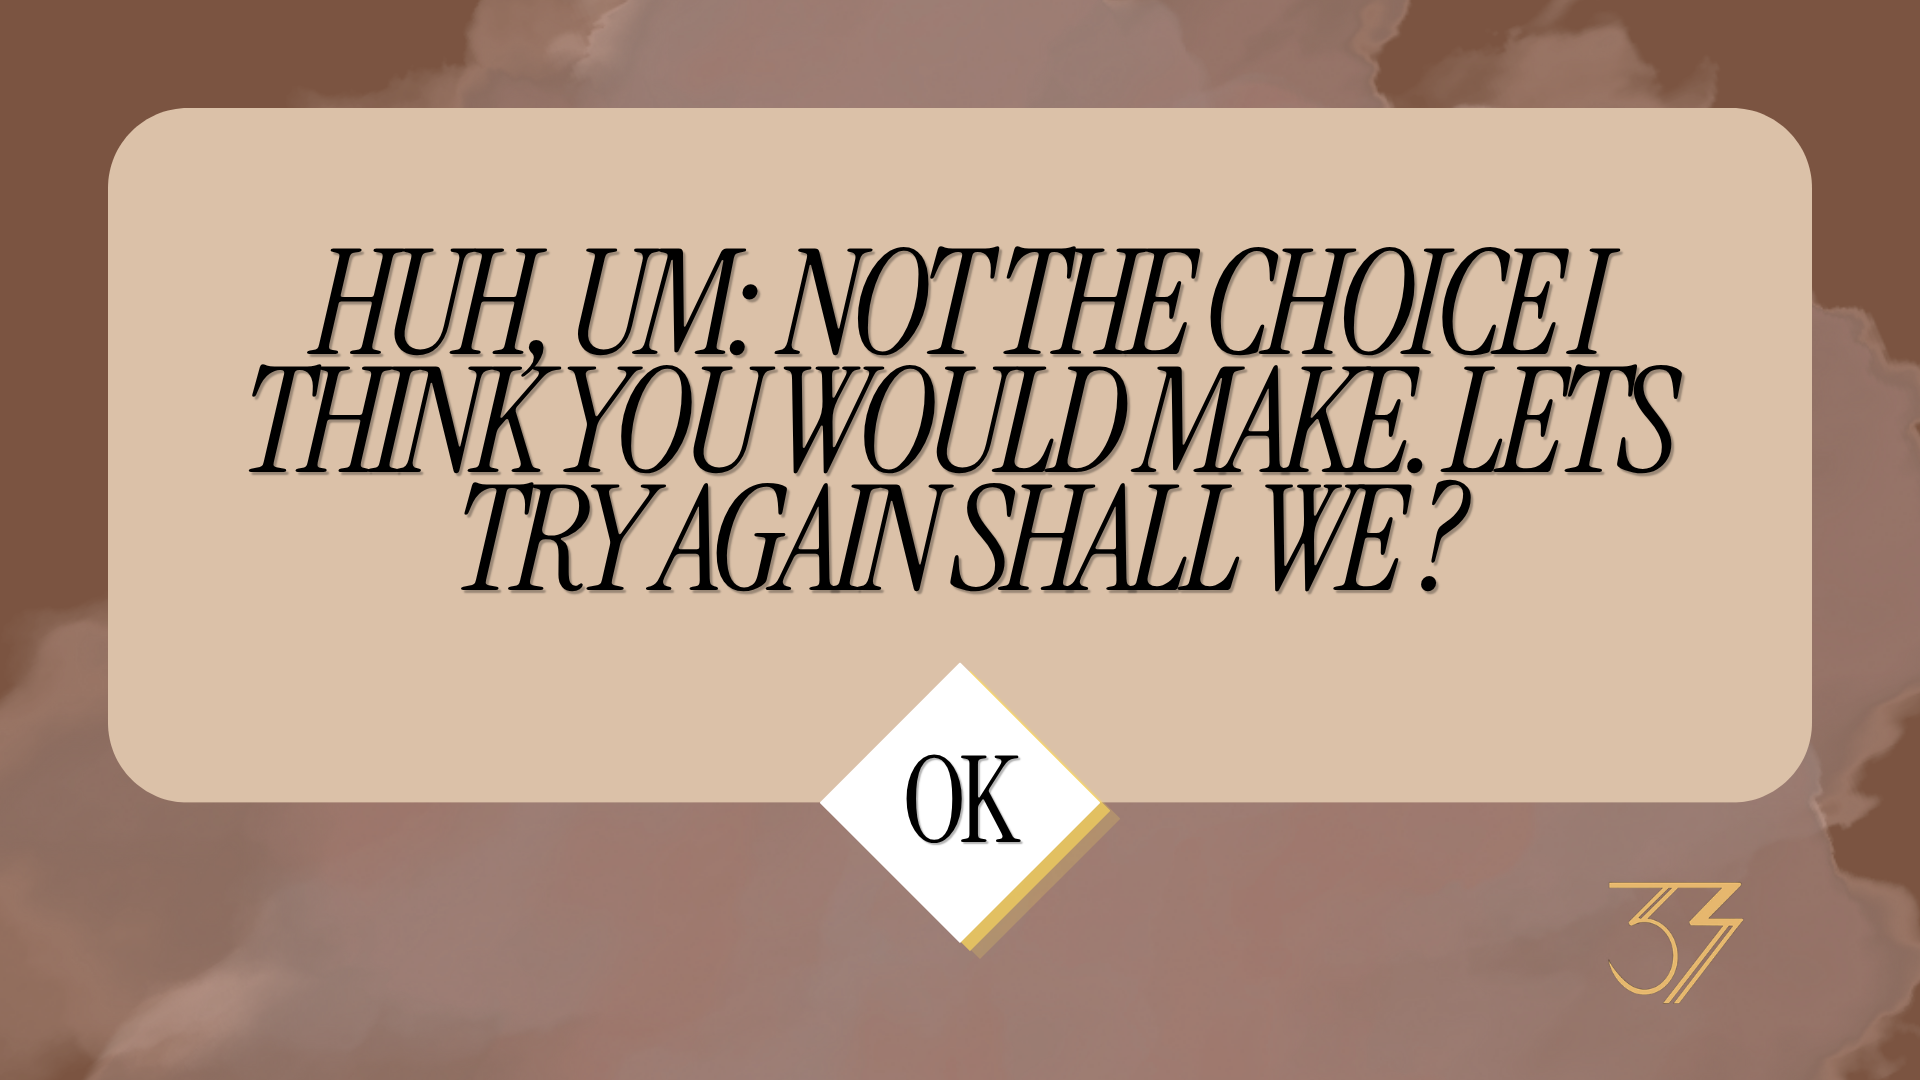 HUH, UM: NOT THE CHOICE I
THINK YOU WOULD MAKE. LETS
TRY AGAIN SHALL WE ?
OK